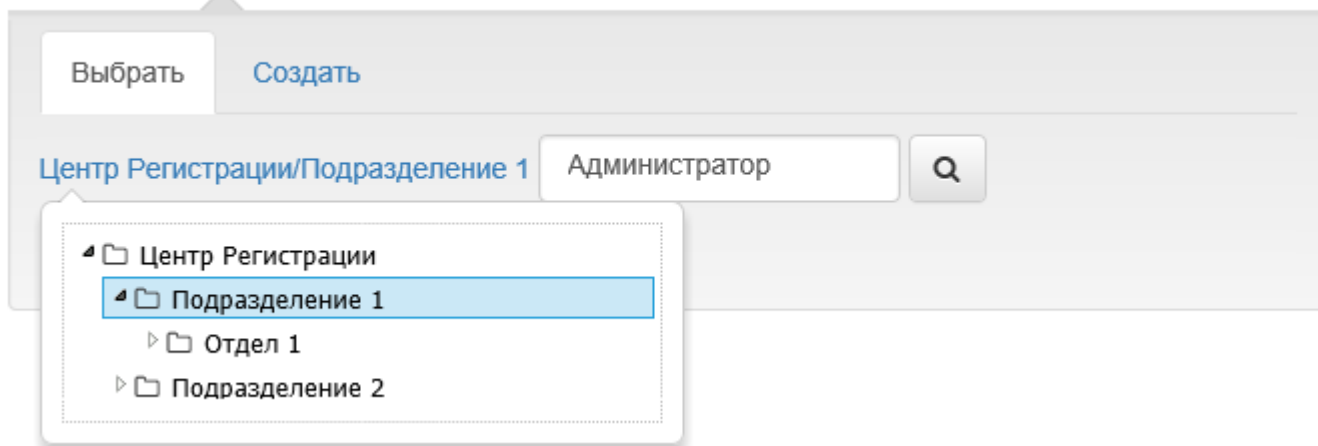 Выбрать Создать
Центр Регистрации/Подразделение 1 Администратор
Центр Регистрации
Подразделение 1
Отдел 1
Подразделение 2